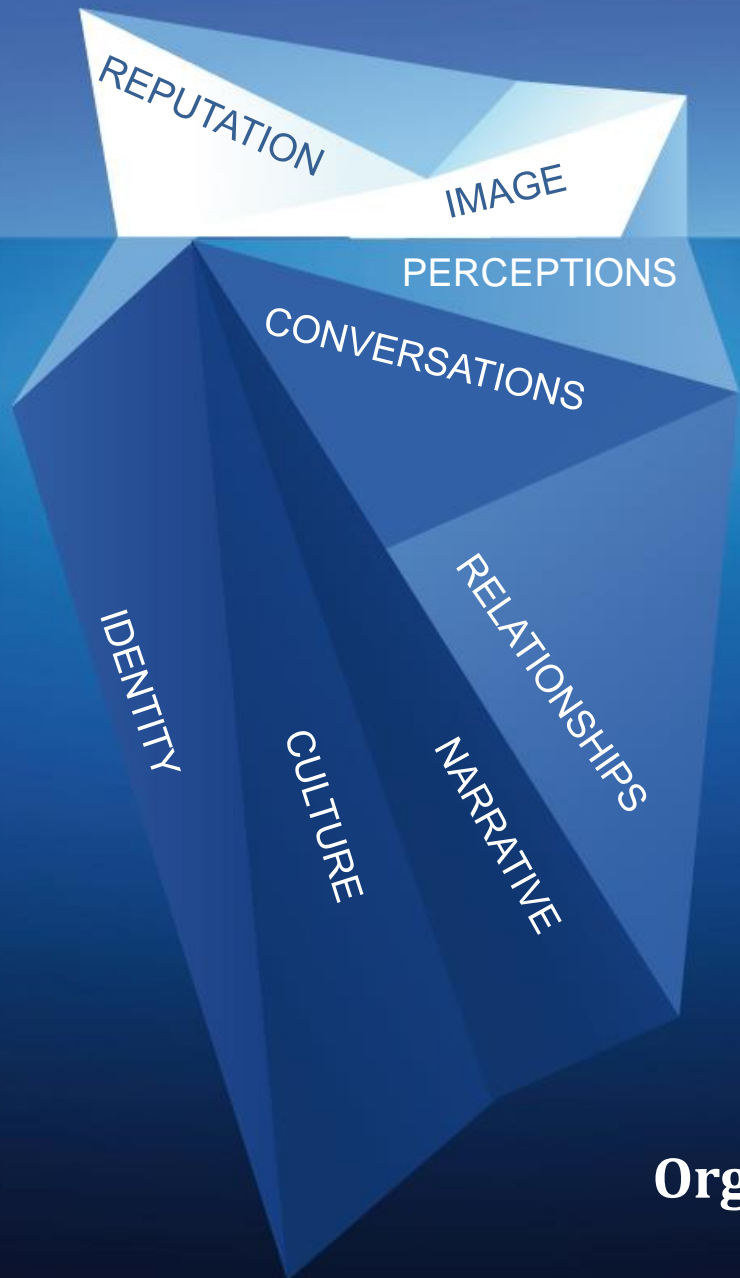 REPUTATION
IMAGE
PERCEPTIONS
CONVERSATIONS
RELATIONSHIPS
IDENTITY
CULTURE
NARRATIVE
Org